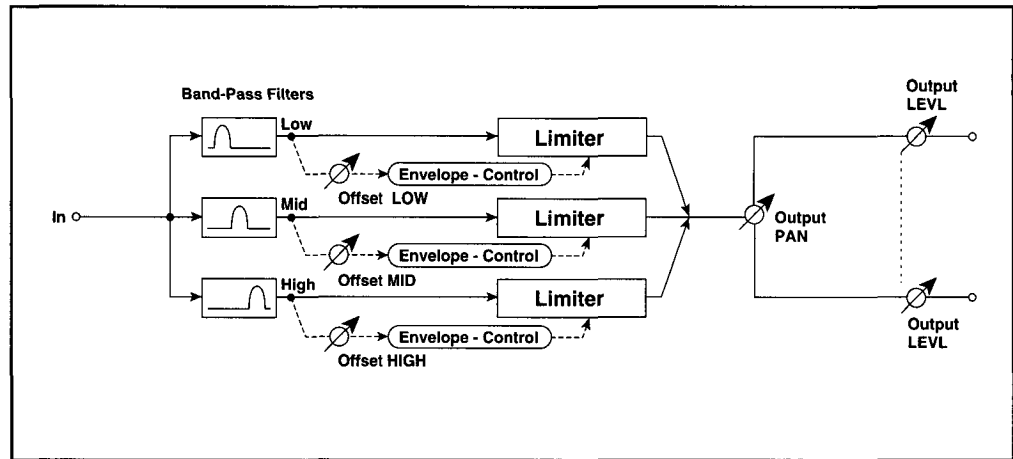 Band-Pass Filters
Low
Limiter
Envelope - Control
Offset LOW
In
Mid
Limiter
Envelope - Control
Offset MID
High
Limiter
Envelope - Control
Offset HIGH
Output
PAN
Output
LEVL
Output
LEVL